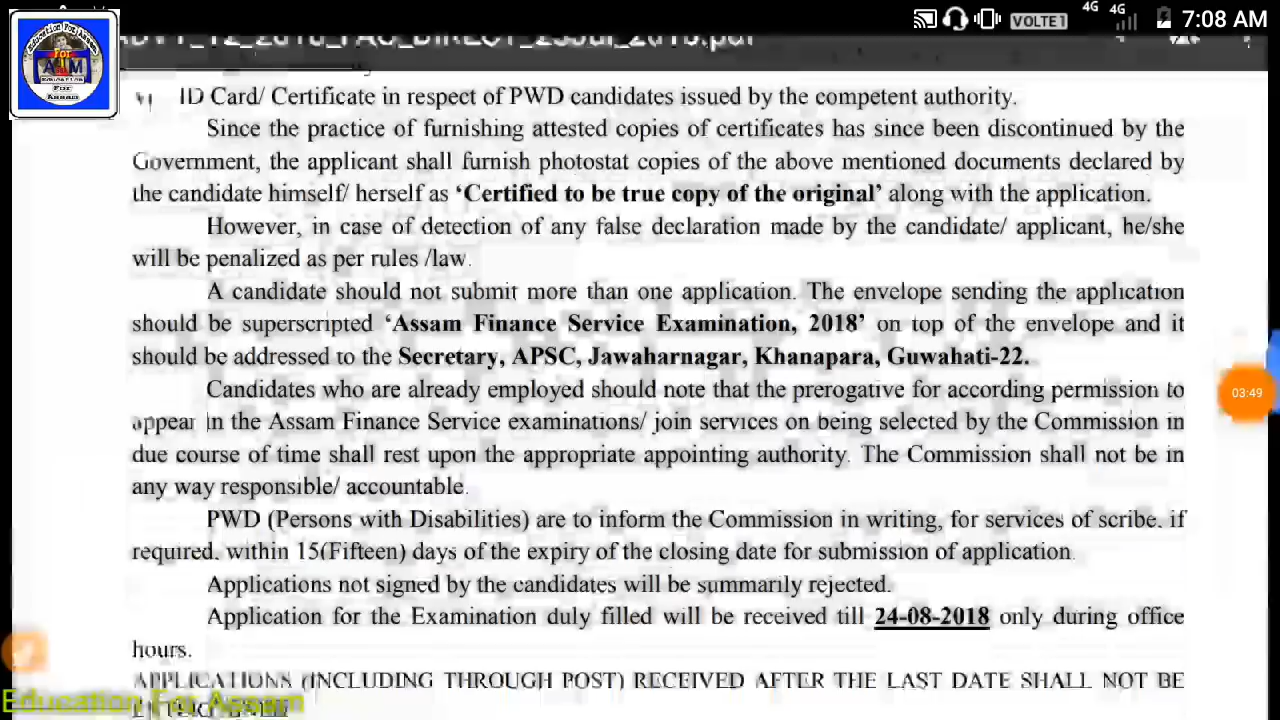 4G 4G
VOLTE 1
7:08 AM
Education For Assam
For
Education
For
Assam
ID Card/ Certificate in respect of PWD candidates issued by the competent authority.
Since the practice of furnishing attested copies of certificates has since been discontinued by the
Government, the applicant shall furnish photostat copies of the above mentioned documents declared by
the candidate himself/ herself as ‘Certified to be true copy of the original’ along with the application.
However, in case of detection of any false declaration made by the candidate/ applicant, he/she
will be penalized as per rules /law.
A candidate should not submit more than one application. The envelope sending the application
should be superscripted ‘Assam Finance Service Examination, 2018’ on top of the envelope and it
should be addressed to the Secretary, APSC, Jawaharnagar, Khanapara, Guwahati-22.
Candidates who are already employed should note that the prerogative for according permission to
appear in the Assam Finance Service examinations/ join services on being selected by the Commission in
due course of time shall rest upon the appropriate appointing authority. The Commission shall not be in
any way responsible/ accountable.
03:49
PWD (Persons with Disabilities) are to inform the Commission in writing, for services of scribe, if
required, within 15(Fifteen) days of the expiry of the closing date for submission of application.
Applications not signed by the candidates will be summarily rejected.
Application for the Examination duly filled will be received till 24-08-2018 only during office
hours.
APPLICATIONS (INCLUDING THROUGH POST) RECEIVED AFTER THE LAST DATE SHALL NOT BE
Education For Assam